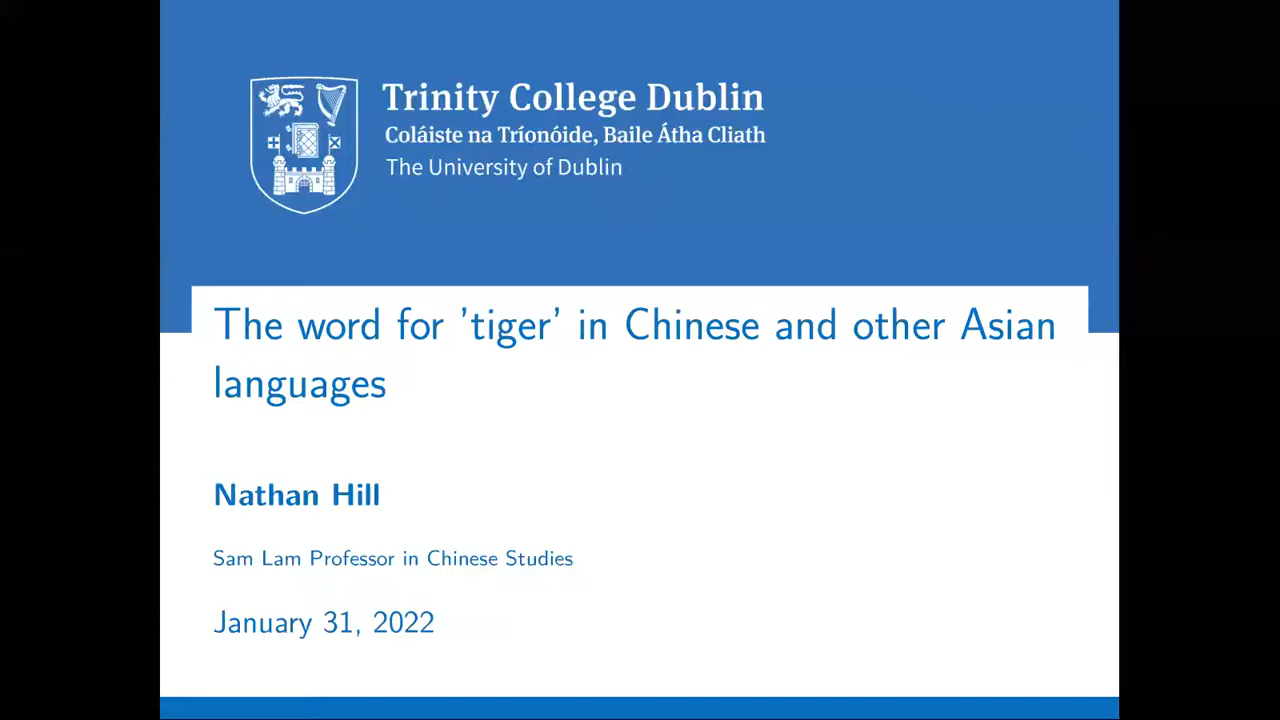 Trinity College Dublin
Coláiste na Tríonóide, Baile Átha Cliath
The University of Dublin
The word for ’tiger’ in Chinese and other Asian
languages
Nathan Hill
Sam Lam Professor in Chinese Studies
January 31, 2022